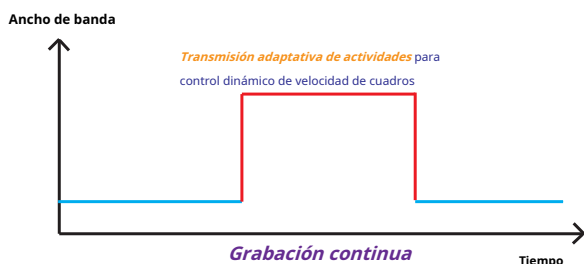 Ancho de banda
Transmisión adaptativa de actividades para
control dinámico de velocidad de cuadros
Grabación continua
Tiempo